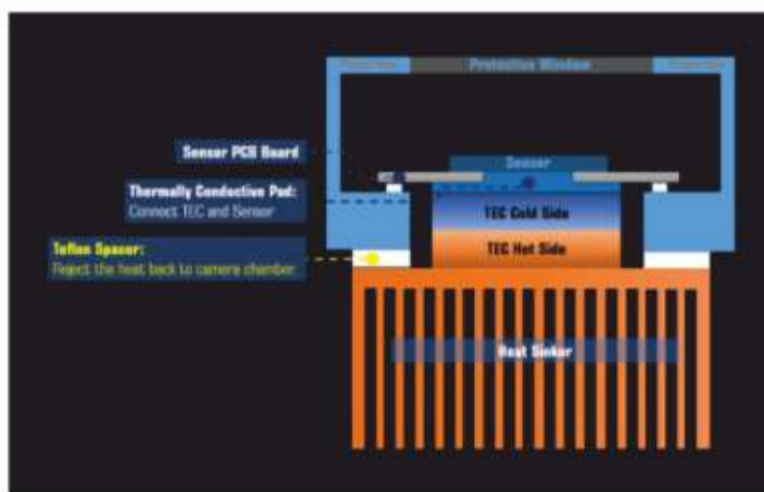 Protective Window
Sensor PCB Board
Sensor
Thermally Conductive Pad:
Connect TEC and Sensor
TEC Cold Side
Teflon Spacer:
Reject the heat back to camera chamber
TEC Hot Side
Heat Sinker